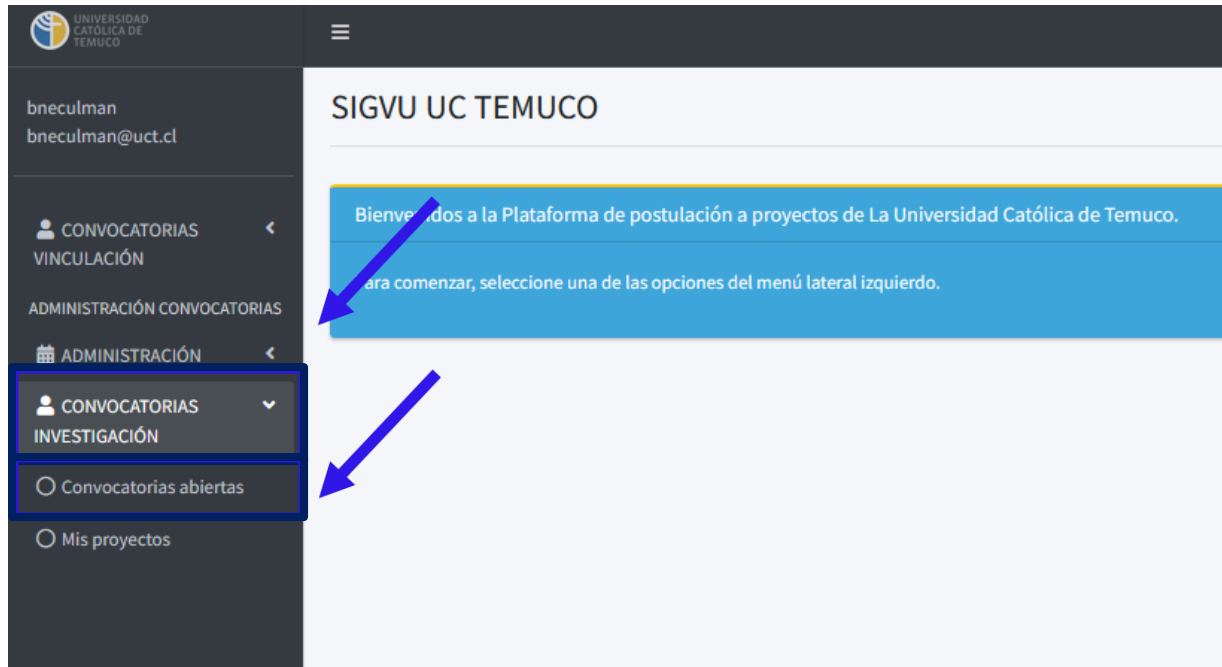 UNIVERSIDAD
CATÓLICA DE
TEMUCO
bneculman
bneculman@uct.cl
CONVOCATORIAS
VINCULACIÓN
ADMINISTRACIÓN CONVOCATORIAS
ADMINISTRACIÓN
CONVOCATORIAS
INVESTIGACIÓN
Convocatorias abiertas
Mis proyectos
SIGVU UC TEMUCO
Bienvenidos a la Plataforma de postulación a proyectos de La Universidad Católica de Temuco.
Para comenzar, seleccione una de las opciones del menú lateral izquierdo.